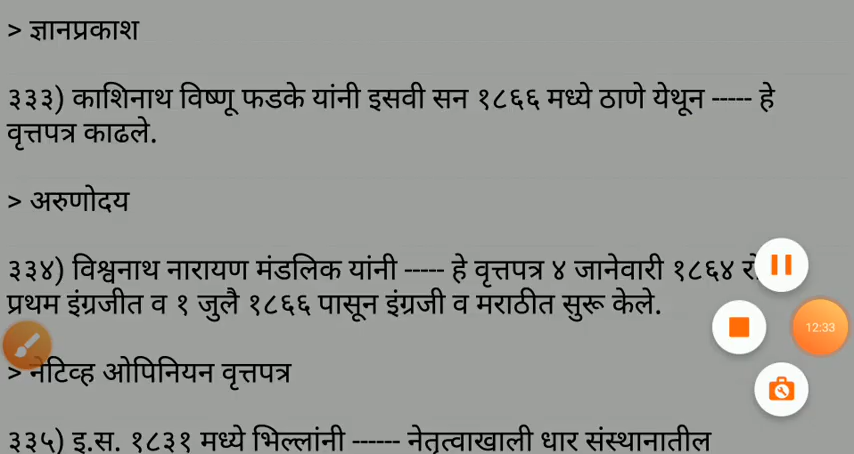 > ज्ञानप्रकाश
३३३) काशिनाथ विष्णू फडके यांनी इसवी सन १८६६ मध्ये ठाणे येथून ----- हे
वृत्तपत्र काढले.
> अरुणोदय
३३४) विश्वनाथ नारायण मंडलिक यांनी ----- हे वृत्तपत्र ४ जानेवारी १८६४
प्रथम इंग्रजीत व १ जुलै १८६६ पासून इंग्रजी व मराठीत सुरू केले.
12:33
> नेटिव्ह ओपिनियन वृत्तपत्र
३३५) इ.स. १८३१ मध्ये भिल्लांनी ------ नेतृत्वाखाली धार संस्थानातील